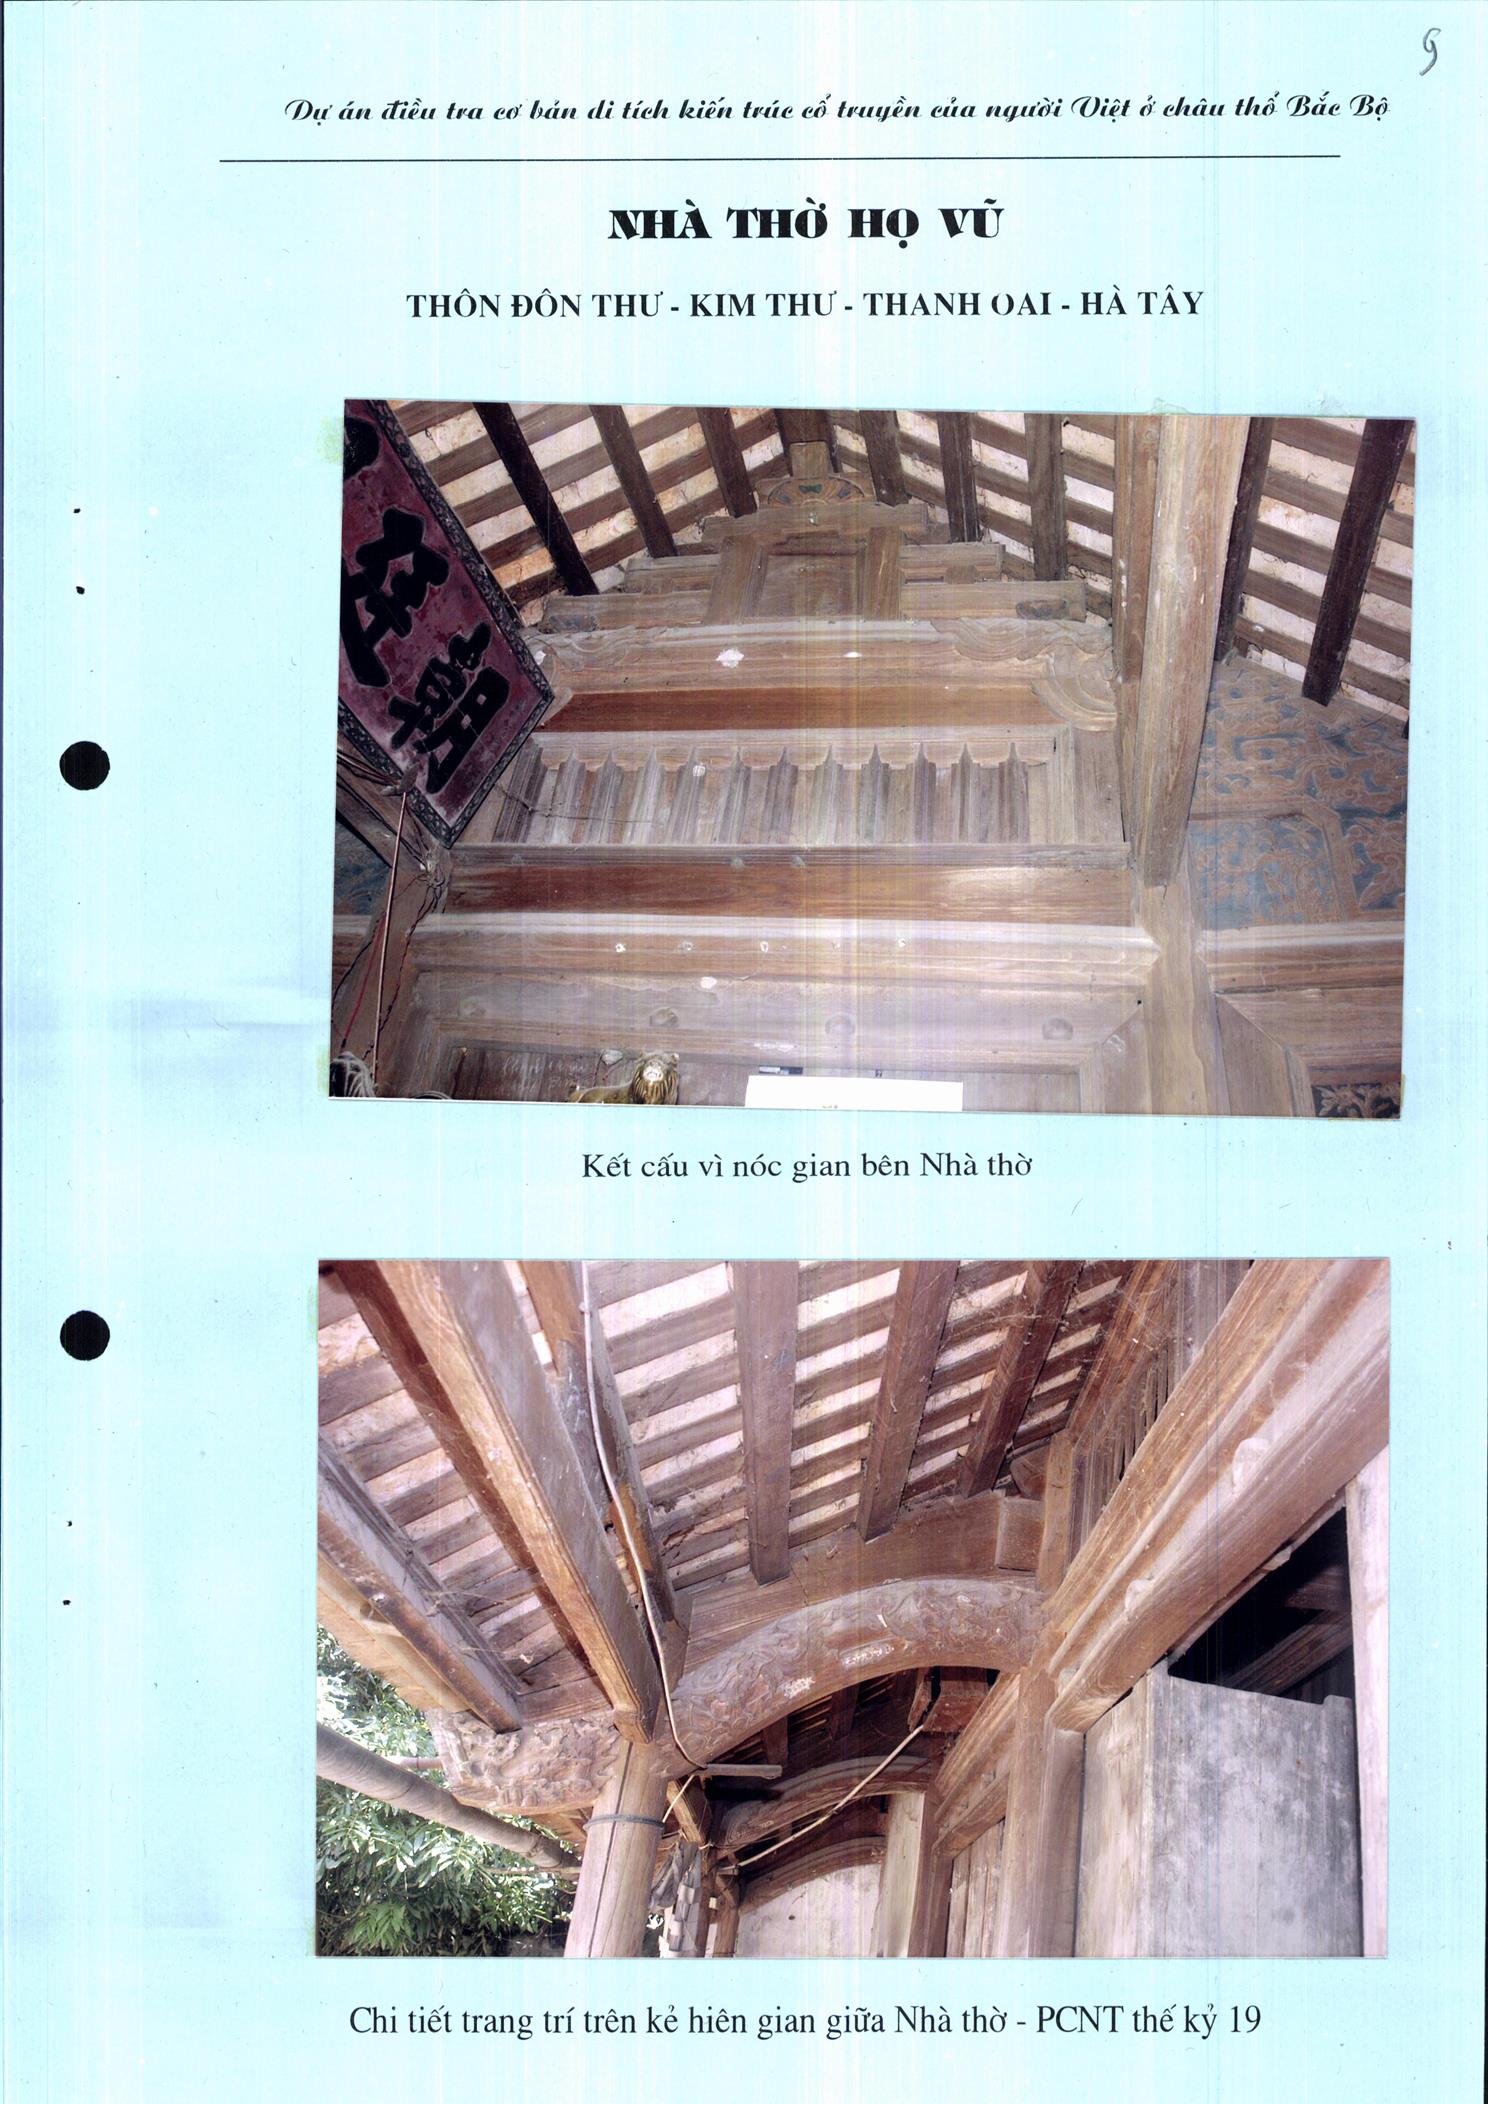 9
Dự án điều tra cơ bản di tích kiến trúc cổ truyền của người Việt ở châu thổ Bắc Bộ
NHÀ THỜ HỌ VŨ
THÔN ĐÔN THƯ - KIM THƯ - THANH OAI - HÀ TÂY
Kết cấu vì nóc gian bên Nhà thờ
Chi tiết trang trí trên kẻ hiên gian giữa Nhà thờ - PCNT thế kỷ 19